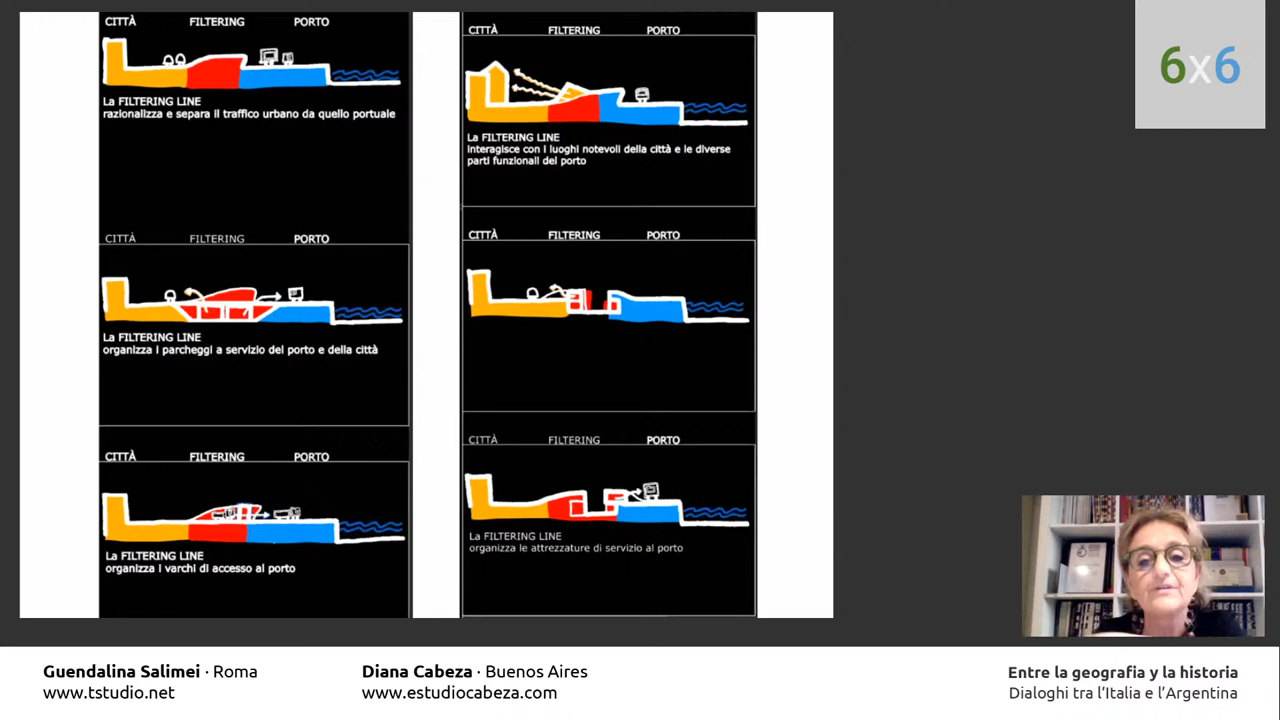 CITTÀ FILTERING PORTO
La FILTERING LINE
razionalizza e separa il traffico urbano da quello portuale
CITTÀ FILTERING PORTO
La FILTERING LINE
organizza i parcheggi a servizio del porto e della città
CITTÀ FILTERING PORTO
La FILTERING LINE
organizza i varchi di accesso al porto
CITTÀ FILTERING PORTO
La FILTERING LINE
interagisce con i luoghi notevoli della città e le diverse
parti funzionali del porto
CITTÀ FILTERING PORTO
CITTÀ FILTERING PORTO
La FILTERING LINE
organizza le attrezzature di servizio al porto
6x6
Guendalina Salimei · Roma
www.tstudio.net
Diana Cabeza · Buenos Aires
www.estudiocabeza.com
Entre la geografia y la historia
Dialoghi tra l'Italia e l'Argentina